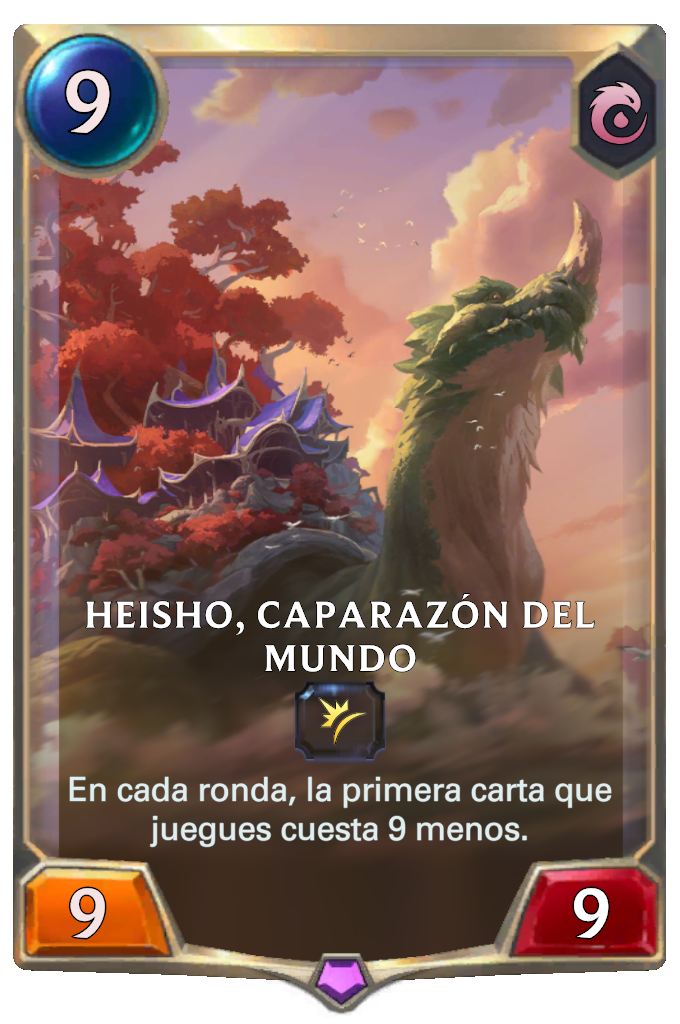 9
HEISHO, CAPARAZÓN DEL
MUNDO
En cada ronda, la primera carta que
juegues cuesta 9 menos.
9
9